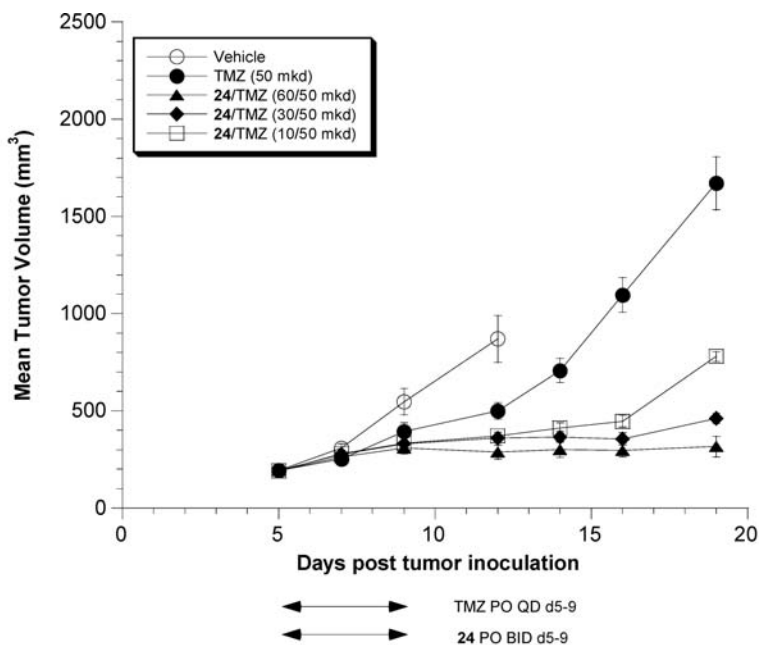 2500
2000
1500
1000
500
0
Mean Tumor Volume (mm³)
Vehicle
TMZ (50 mkd)
24/TMZ (60/50 mkd)
24/TMZ (30/50 mkd)
24/TMZ (10/50 mkd)
0 5 10 15 20
Days post tumor inoculation
TMZ PO QD d5-9
24 PO BID d5-9